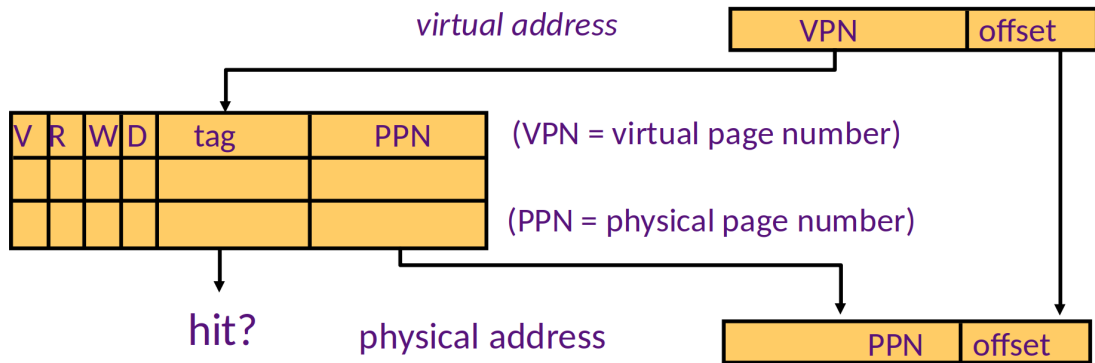 virtual address
VPN offset
V R W D tag PPN
(VPN = virtual page number)
(PPN = physical page number)
hit?
physical address
PPN offset